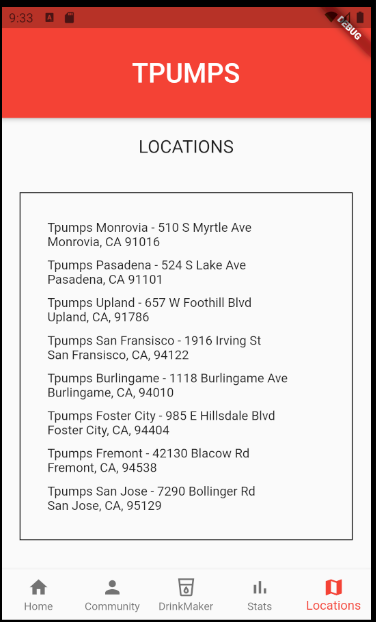 9:33
DEBUG
TPUMPS
LOCATIONS
Tpumps Monrovia - 510 S Myrtle Ave
Monrovia, CA 91016
Tpumps Pasadena - 524 S Lake Ave
Pasadena, CA 91101
Tpumps Upland - 657 W Foothill Blvd
Upland, CA, 91786
Tpumps San Fransisco - 1916 Irving St
San Fransisco, CA, 94122
Tpumps Burlingame - 1118 Burlingame Ave
Burlingame, CA, 94010
Tpumps Foster City - 985 E Hillsdale Blvd
Foster City, CA, 94404
Tpumps Fremont - 42130 Blacow Rd
Fremont, CA, 94538
Tpumps San Jose - 7290 Bollinger Rd
San Jose, CA, 95129
Home Community DrinkMaker Stats Locations